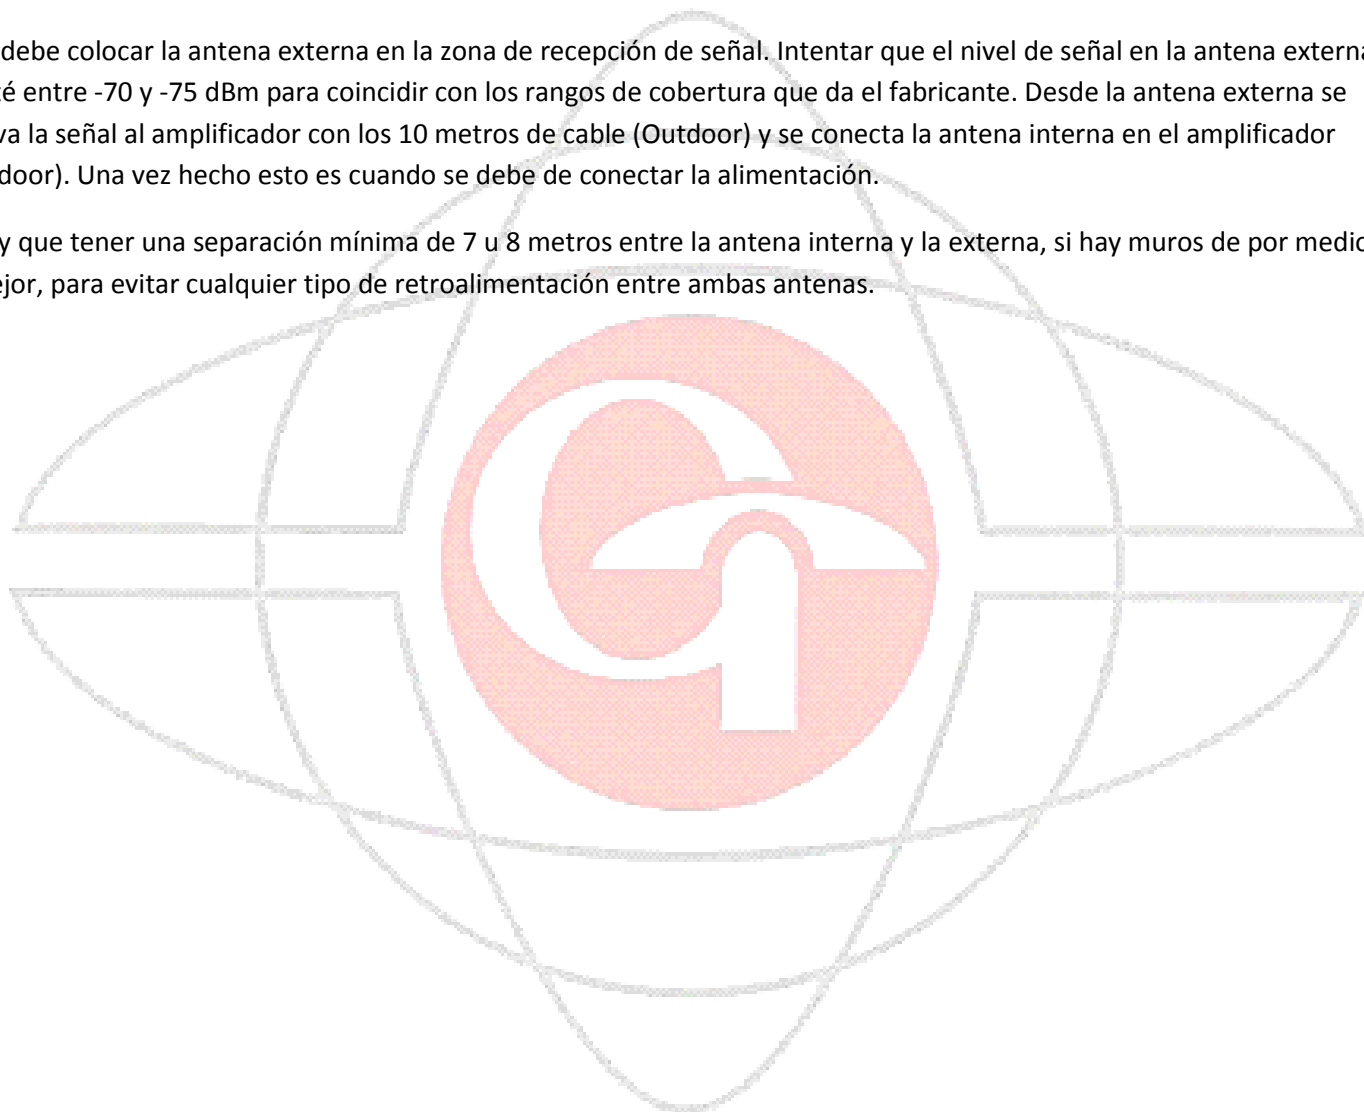 debe colocar la antena externa en la zona de recepción de señal. Intentar que el nivel de señal en la antena externa
té entre -70 y -75 dBm para coincidir con los rangos de cobertura que da el fabricante. Desde la antena externa se
va la señal al amplificador con los 10 metros de cable (Outdoor) y se conecta la antena interna en el amplificador
door). Una vez hecho esto es cuando se debe de conectar la alimentación.
y que tener una separación mínima de 7 u 8 metros entre la antena interna y la externa, si hay muros de por medio
ejor, para evitar cualquier tipo de retroalimentación entre ambas antenas.